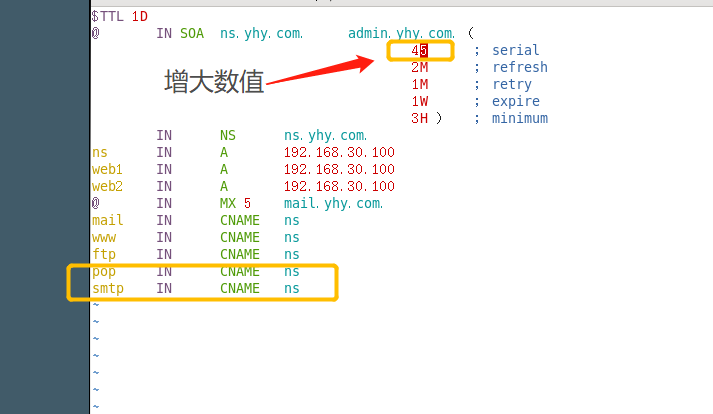 $TTL 1D
@ IN SOA ns.yhy.com. admin.yhy.com. (
45 ; serial
2M ; refresh
1M ; retry
1W ; expire
3H ) ; minimum
增大数值
IN NS ns.yhy.com.
ns IN A 192.168.30.100
web1 IN A 192.168.30.100
web2 IN A 192.168.30.100
@ IN MX 5 mail.yhy.com.
mail IN CNAME ns
www IN CNAME ns
ftp IN CNAME ns
pop IN CNAME ns
smtp IN CNAME ns
~
~
~
~
~
~
~